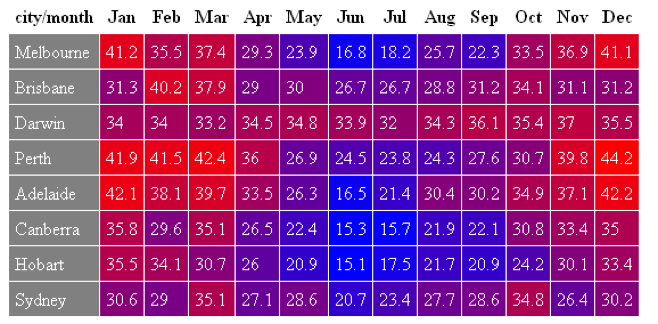 city/month Jan Feb Mar Apr May Jun Jul Aug Sep Oct Nov Dec
Melbourne 41.2 35.5 37.4 29.3 23.9 16.8 18.2 25.7 22.3 33.5 36.9 41.1
Brisbane 31.3 40.2 37.9 29 30 26.7 26.7 28.8 31.2 34.1 31.1 31.2
Darwin 34 34 33.2 34.5 34.8 33.9 32 34.3 36.1 35.4 37 35.5
Perth 41.9 41.5 42.4 36 26.9 24.5 23.8 24.3 27.6 30.7 39.8 44.2
Adelaide 42.1 38.1 39.7 33.5 26.3 16.5 21.4 30.4 30.2 34.9 37.1 42.2
Canberra 35.8 29.6 35.1 26.5 22.4 15.3 15.7 21.9 22.1 30.8 33.4 35
Hobart 35.5 34.1 30.7 26 20.9 15.1 17.5 21.7 20.9 24.2 30.1 33.4
Sydney 30.6 29 35.1 27.1 28.6 20.7 23.4 27.7 28.6 34.8 26.4 30.2